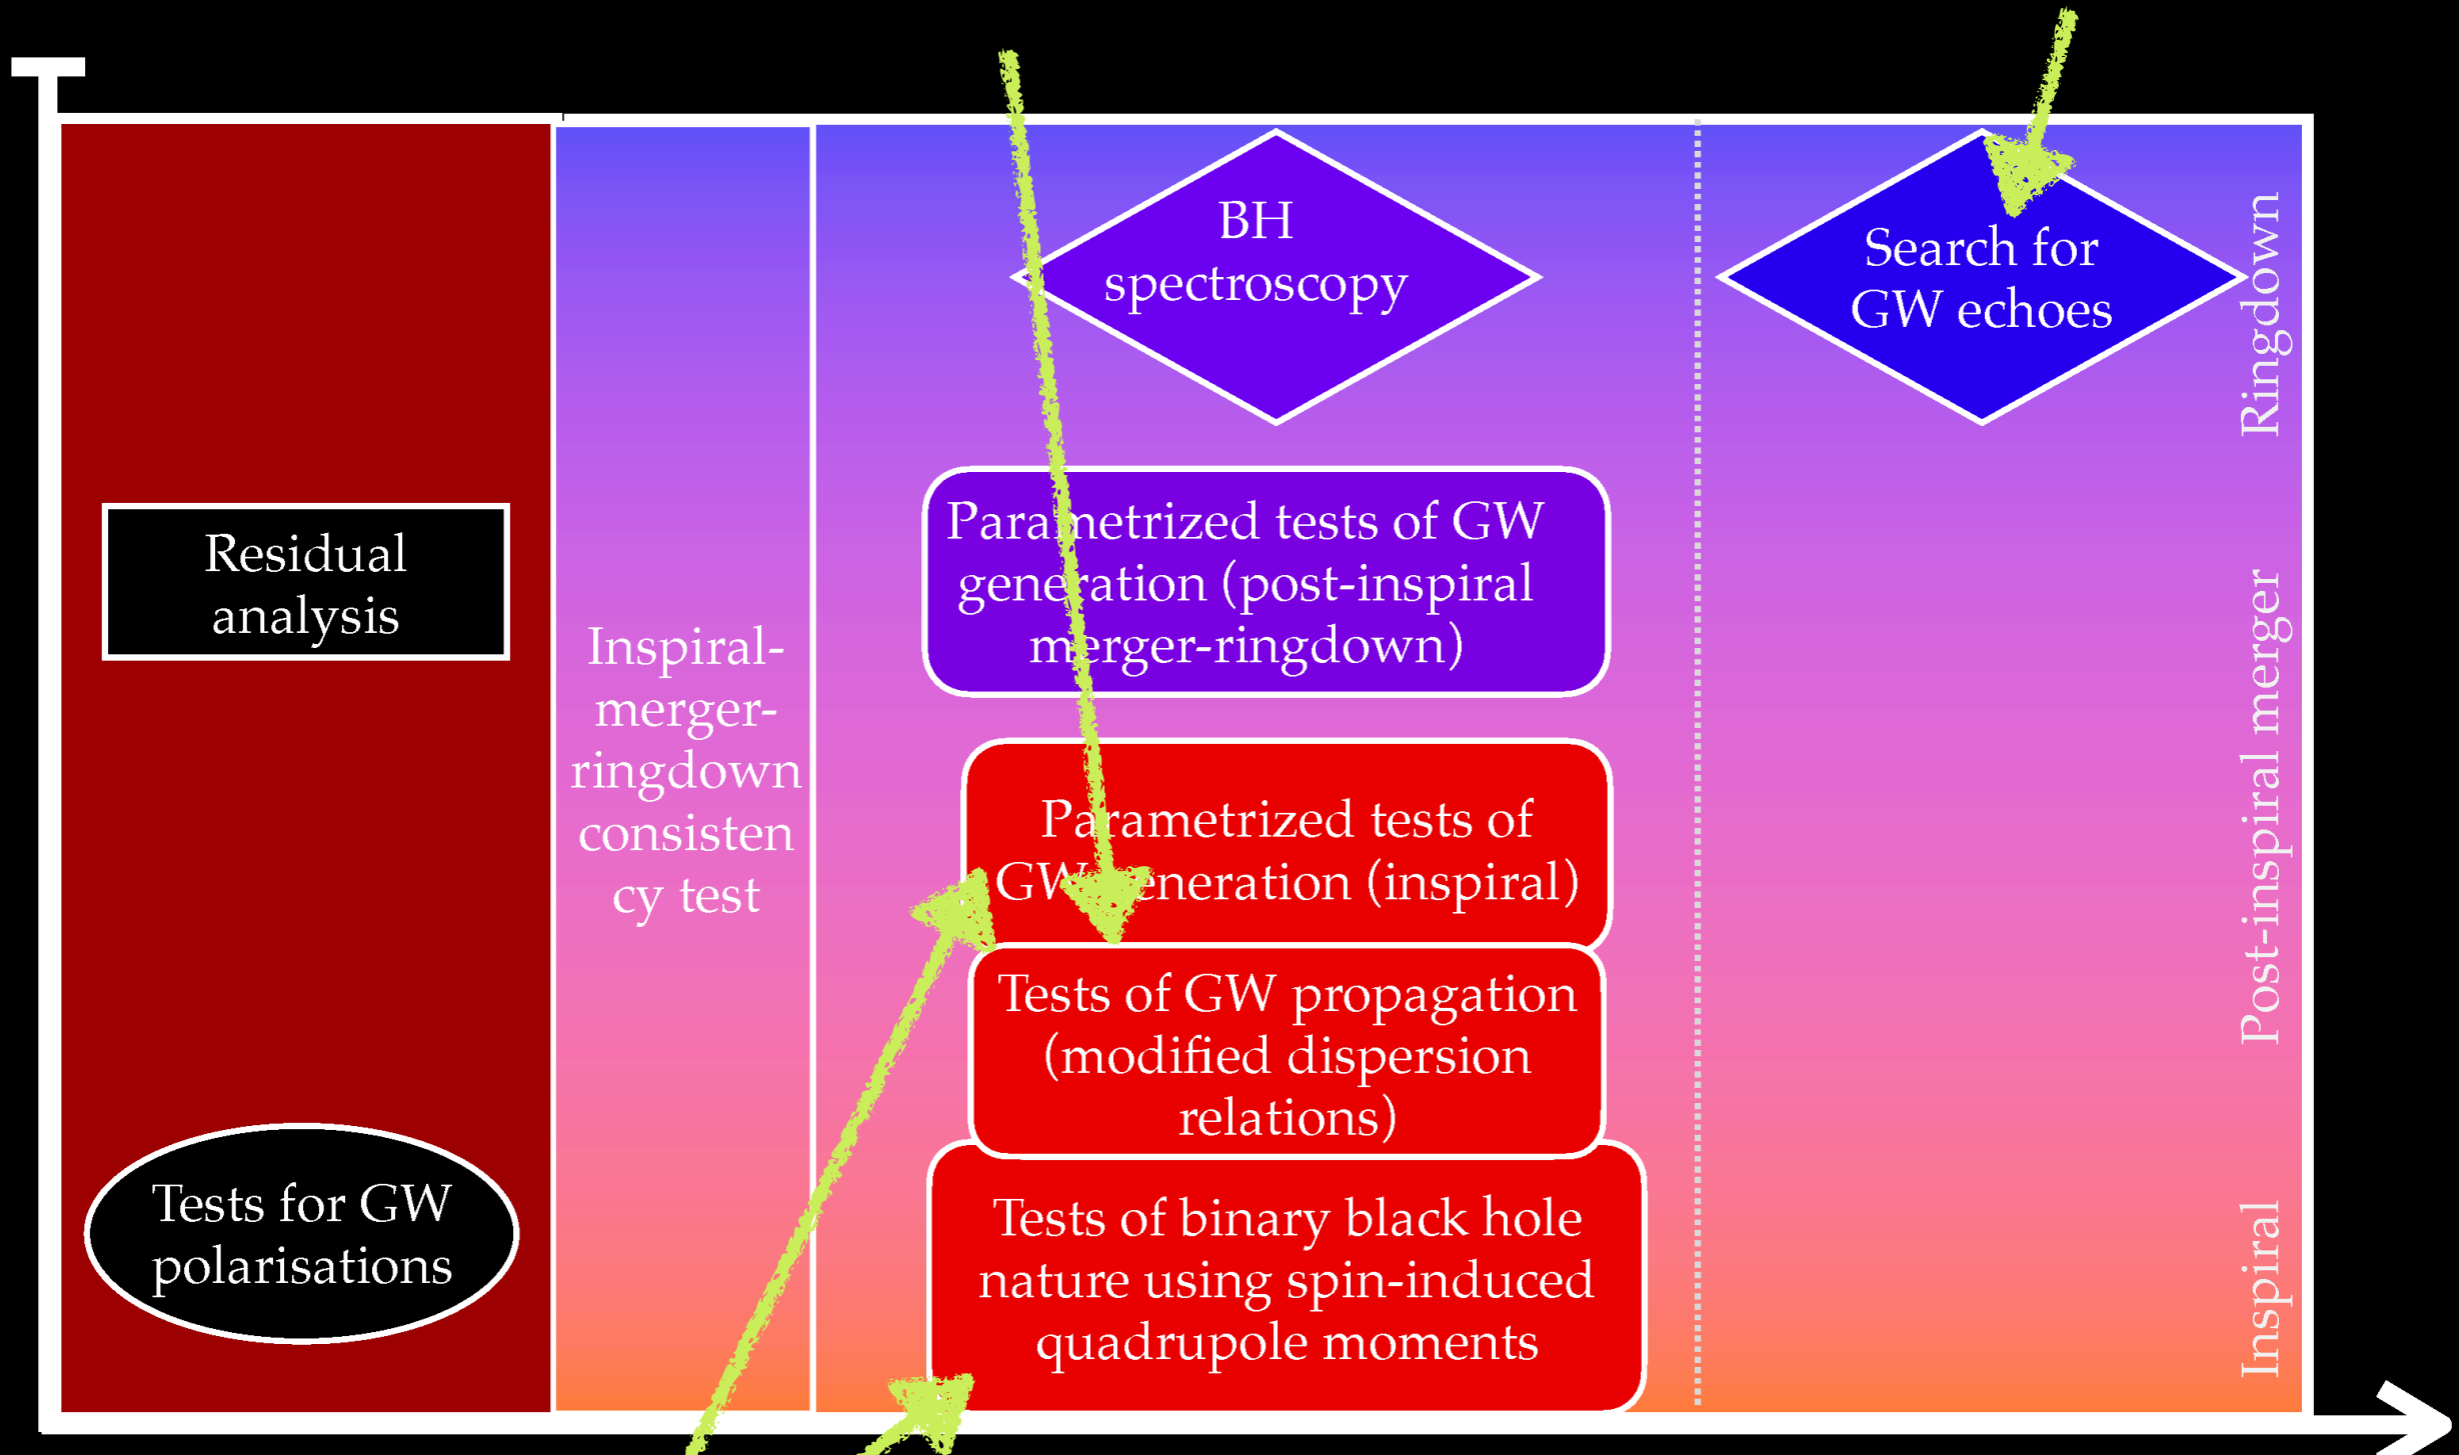 BH
spectroscopy
Search for
GW echoes
Ringdown
Residual
analysis
Parametrized tests of GW
generation (post-inspiral
merger-ringdown)
Inspiral-
merger-
ringdown
consisten
cy test
Post-inspiral merger
Parametrized tests of
GW generation (inspiral)
Tests of GW propagation
(modified dispersion
relations)
Tests for GW
polarisations
Tests of binary black hole
nature using spin-induced
quadrupole moments
Inspiral